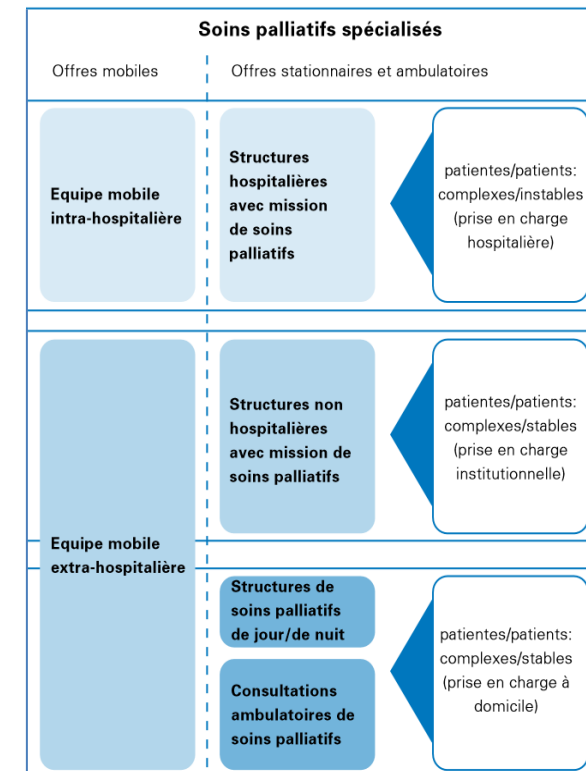 Soins palliatifs spécialisés
Offres mobiles
Offres stationnaires et ambulatoires
Equipe mobile
intra-hospitalière
Structures
hospitalières
avec mission
de soins
palliatifs
patientes/patients:
complexes/instables
(prise en charge
hospitalière)
Equipe mobile
extra-hospitalière
Structures non
hospitalières
avec mission de
soins palliatifs
patientes/patients:
complexes/stables
(prise en charge
institutionnelle)
Structures de
soins palliatifs
de jour/de nuit
Consultations
ambulatoires de
soins palliatifs
patientes/patients:
complexes/stables
(prise en charge à
domicile)